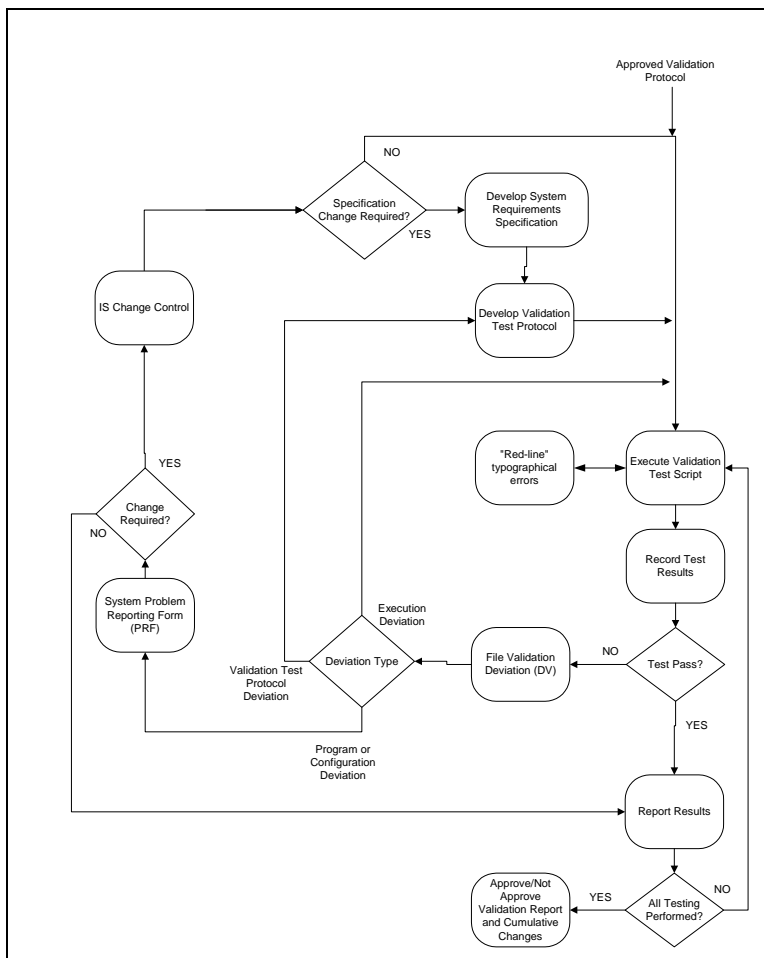 Approved Validation
Protocol
NO
Specification
Change Required?
YES
Develop System
Requirements
Specification
IS Change Control
Develop Validation
Test Protocol
"Red-line"
typographical
errors
Execute Validation
Test Script
YES
Change
Required?
NO
Record Test
Results
System Problem
Reporting Form
(PRF)
Execution
Deviation
Deviation Type
File Validation
Deviation (DV)
NO
Test Pass?
Validation Test
Protocol
Deviation
YES
Program or
Configuration
Deviation
Report Results
Approve/Not
Approve
Validation Report
and Cumulative
Changes
YES
All Testing
Performed?
NO